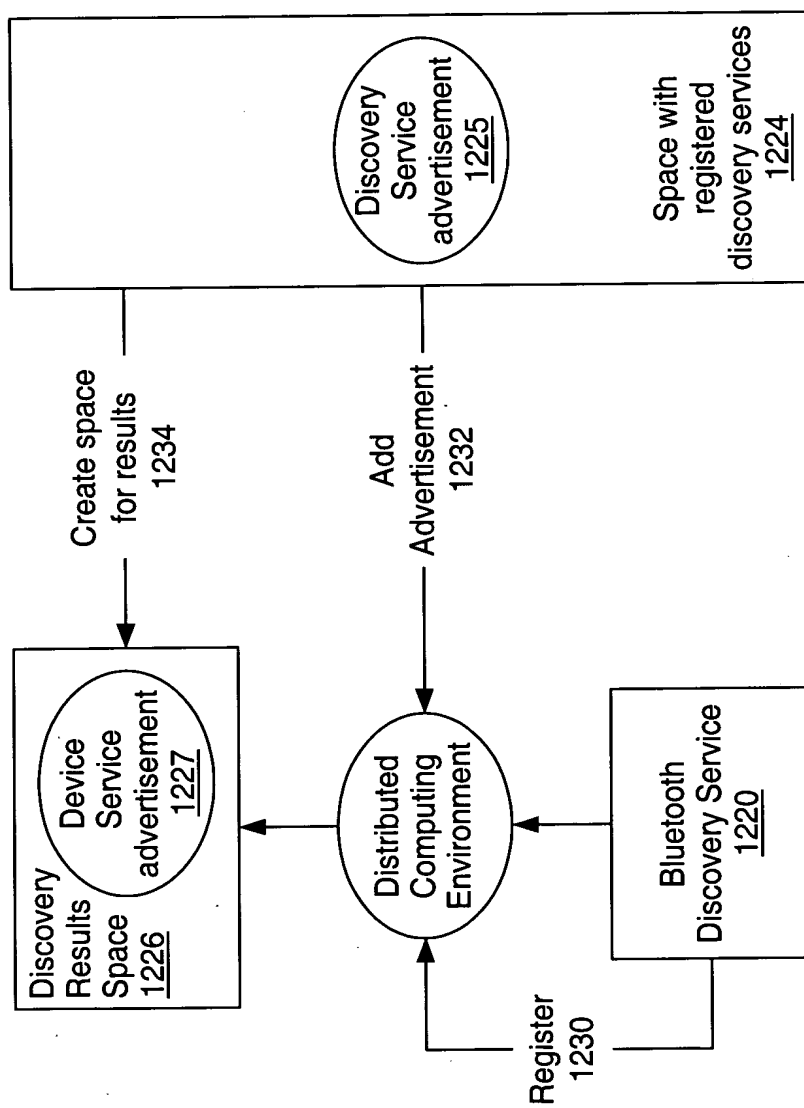 Discovery
Results
Space
1226
Device
Service
advertisement
1227
Create space
for results
1234
Distributed
Computing
Environment
Add
Advertisement
1232
Discovery
Service
advertisement
1225
Space with
registered
discovery services
1224
Register
1230
Bluetooth
Discovery Service
1220